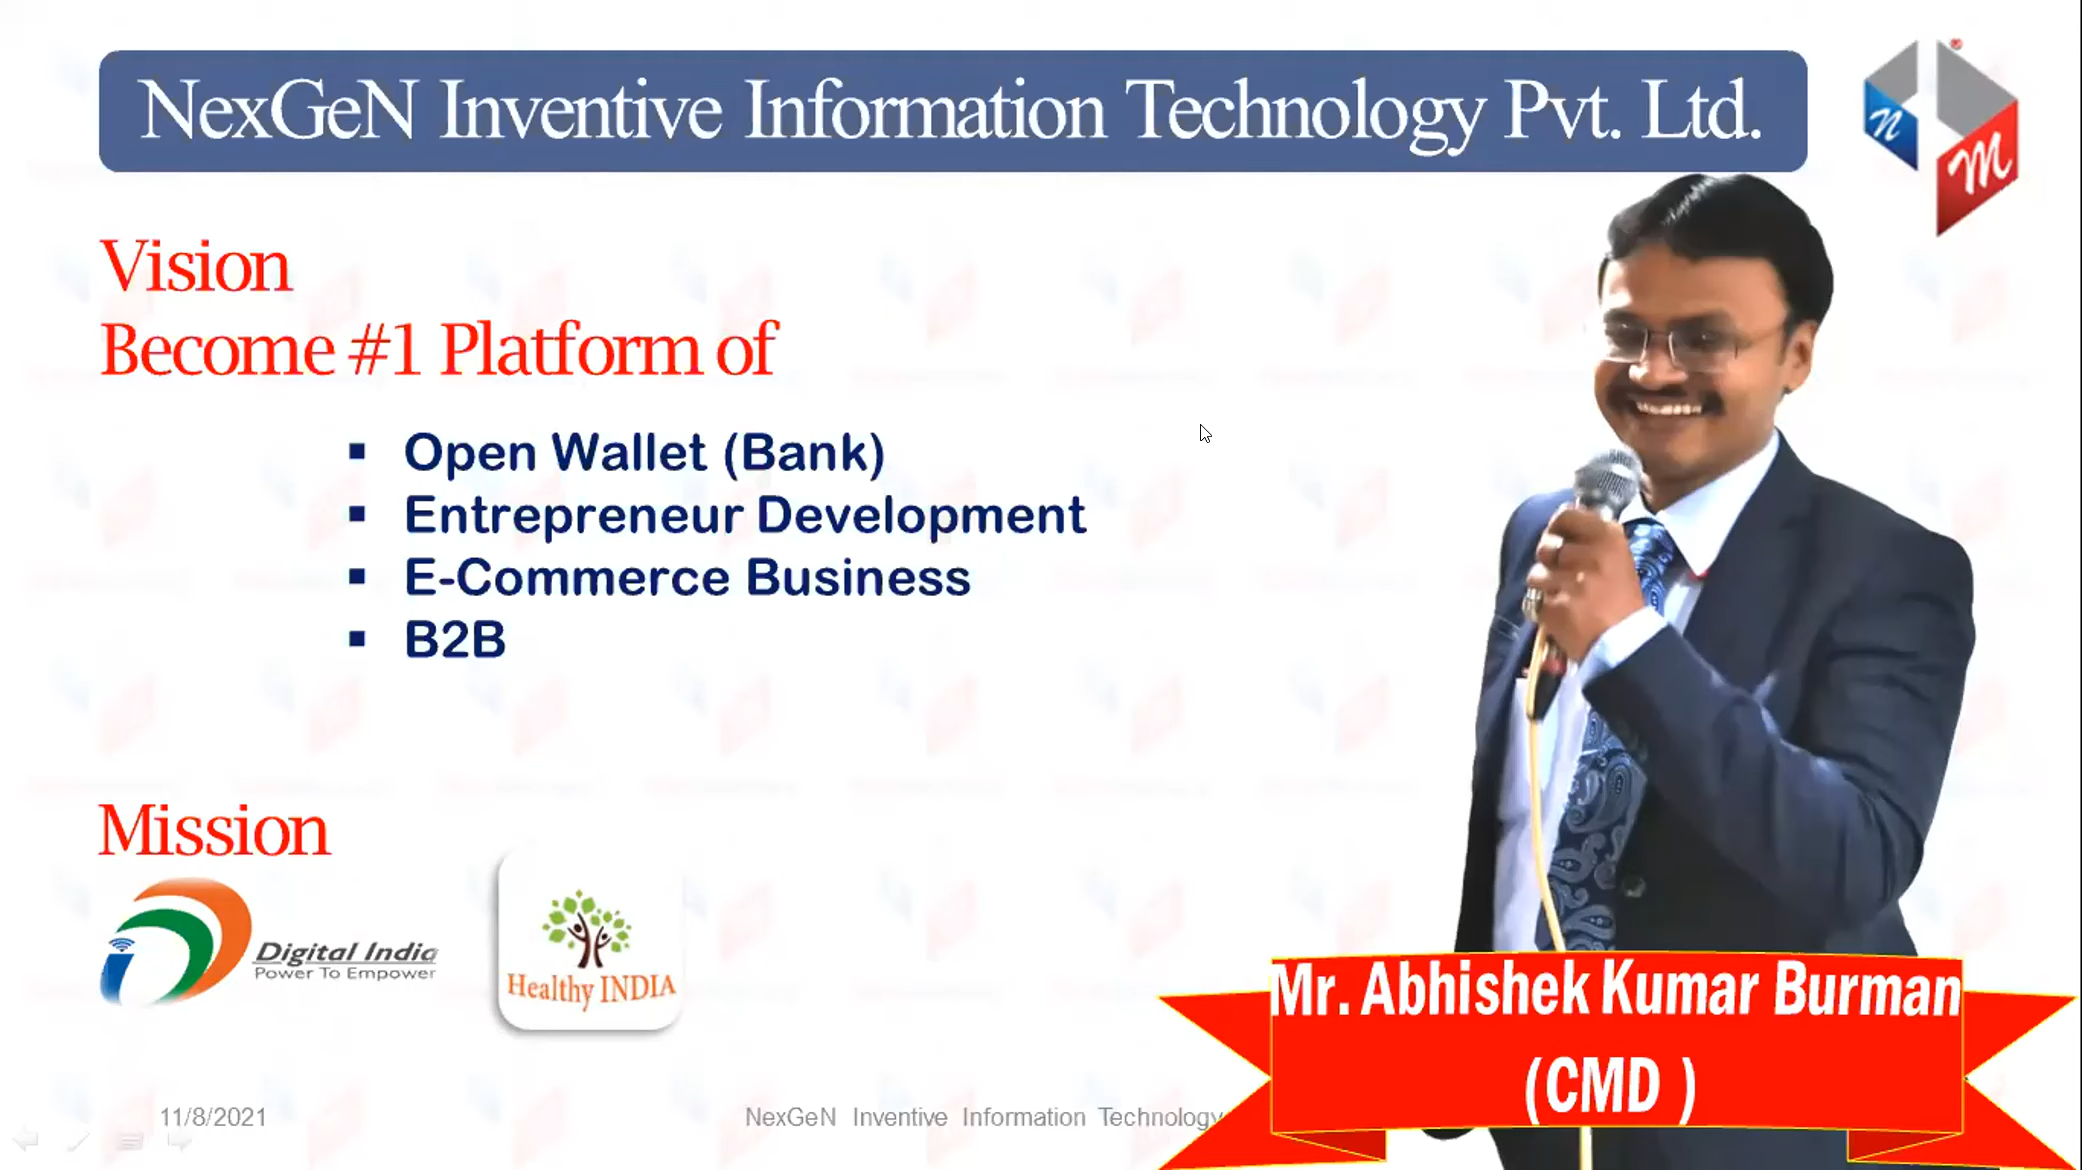 NexGeN Inventive Information Technology Pvt. Ltd.
n
M
Vision
Become #1 Platform of
▪ Open Wallet (Bank)
▪ Entrepreneur Development
▪ E-Commerce Business
▪ B2B
Mission
Digital India
Power To Empower
Healthy INDIA
Mr. Abhishek Kumar Burman
(CMD )
11/8/2021
NexGeN Inventive Information Technology